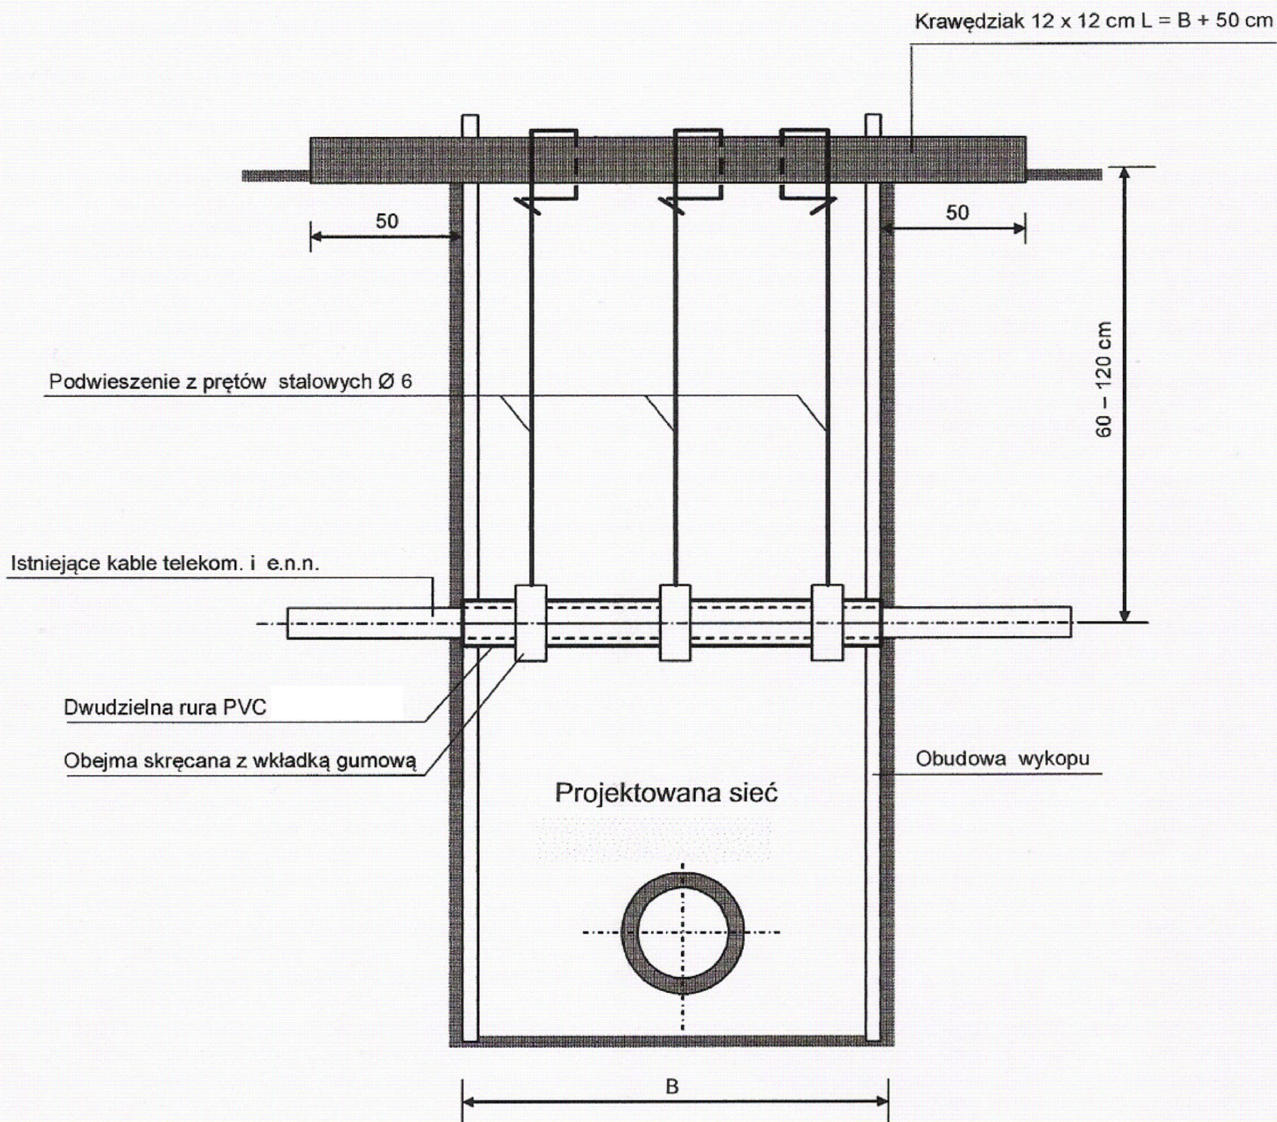 Krawędziak 12 x 12 cm L = B + 50 cm
50
50
60 – 120 cm
Podwieszenie z prętów stalowych Ø 6
Istniejące kable telekom. i e.n.n.
Dwudzielna rura PVC
Obejma skręcana z wkładką gumową
Obudowa wykopu
Projektowana sieć
B